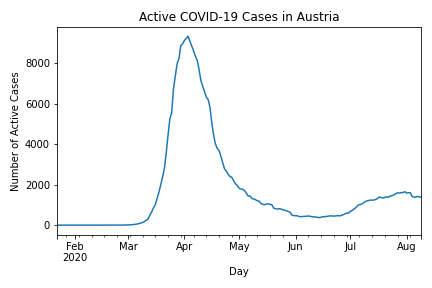 Active COVID-19 Cases in Austria
Number of Active Cases
8000
6000
4000
2000
0
Feb Mar Apr May Jun Jul Aug
2020
Day